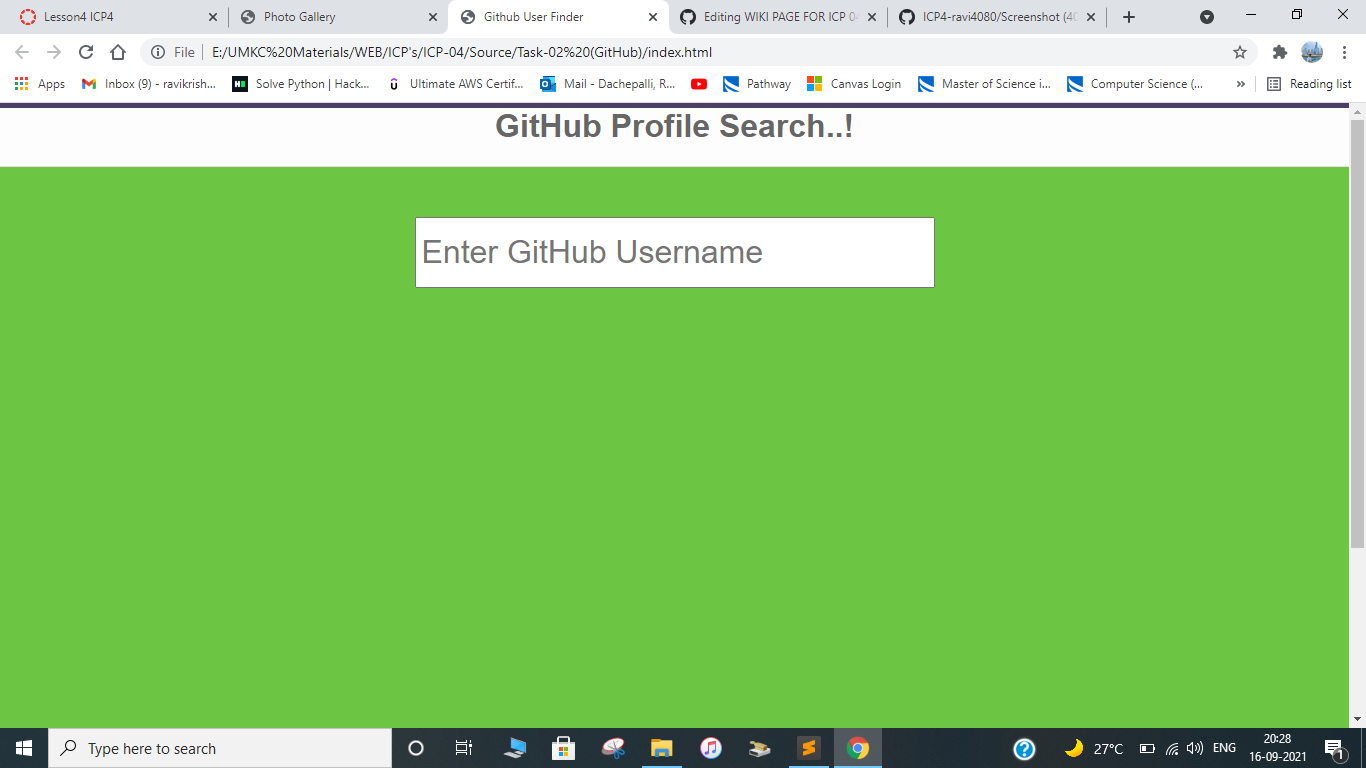 Lesson4 ICP4
Photo Gallery
Github User Finder
Editing WIKI PAGE FOR ICP 04
ICP4-ravi4080/Screenshot (40
File
E:/UMKC%20Materials/WEB/ICP's/ICP-04/Source/Task-02%20(GitHub)/index.html
Apps
Inbox (9) - ravikrish...
Solve Python | Hack...
Ultimate AWS Certif...
Mail - Dachepalli, R...
Pathway
Canvas Login
Master of Science i...
Computer Science (...
»
Reading list
GitHub Profile Search..!
Enter GitHub Username
Type here to search
27°C
ENG
20:28
16-09-2021
1